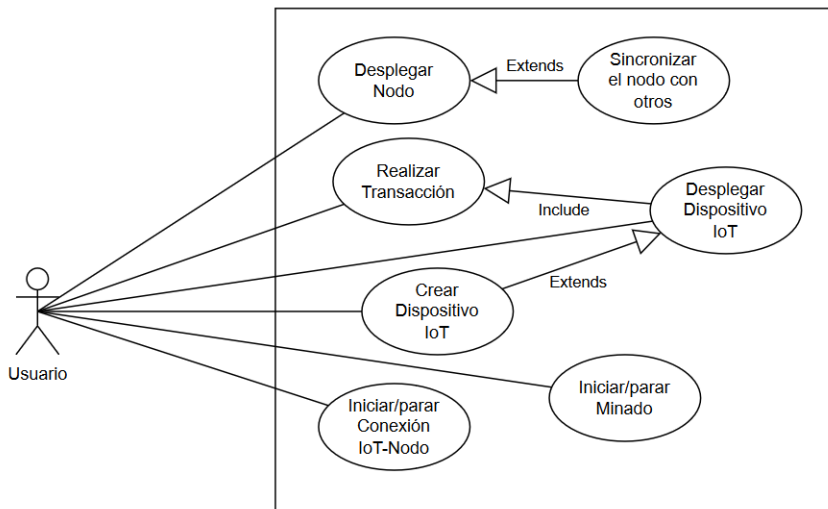 Desplegar
Nodo
Extends
Sincronizar
el nodo con
otros
Realizar
Transacción
Include
Desplegar
Dispositivo
IoT
Crear
Dispositivo
IoT
Extends
Usuario
Iniciar/parar
Conexión
IoT-Nodo
Iniciar/parar
Minado